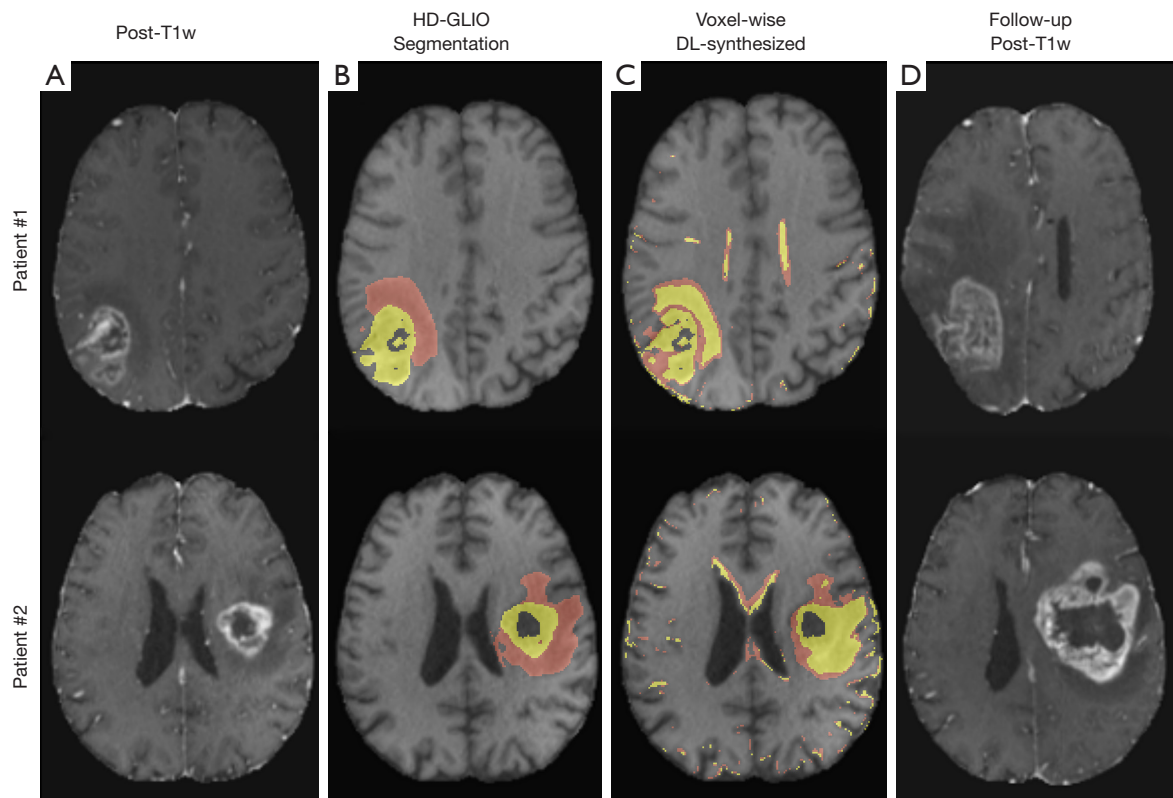 Post-T1w
HD-GLIO
Segmentation
Voxel-wise
DL-synthesized
Follow-up
Post-T1w
A
B
C
D
Patient #1
Patient #2